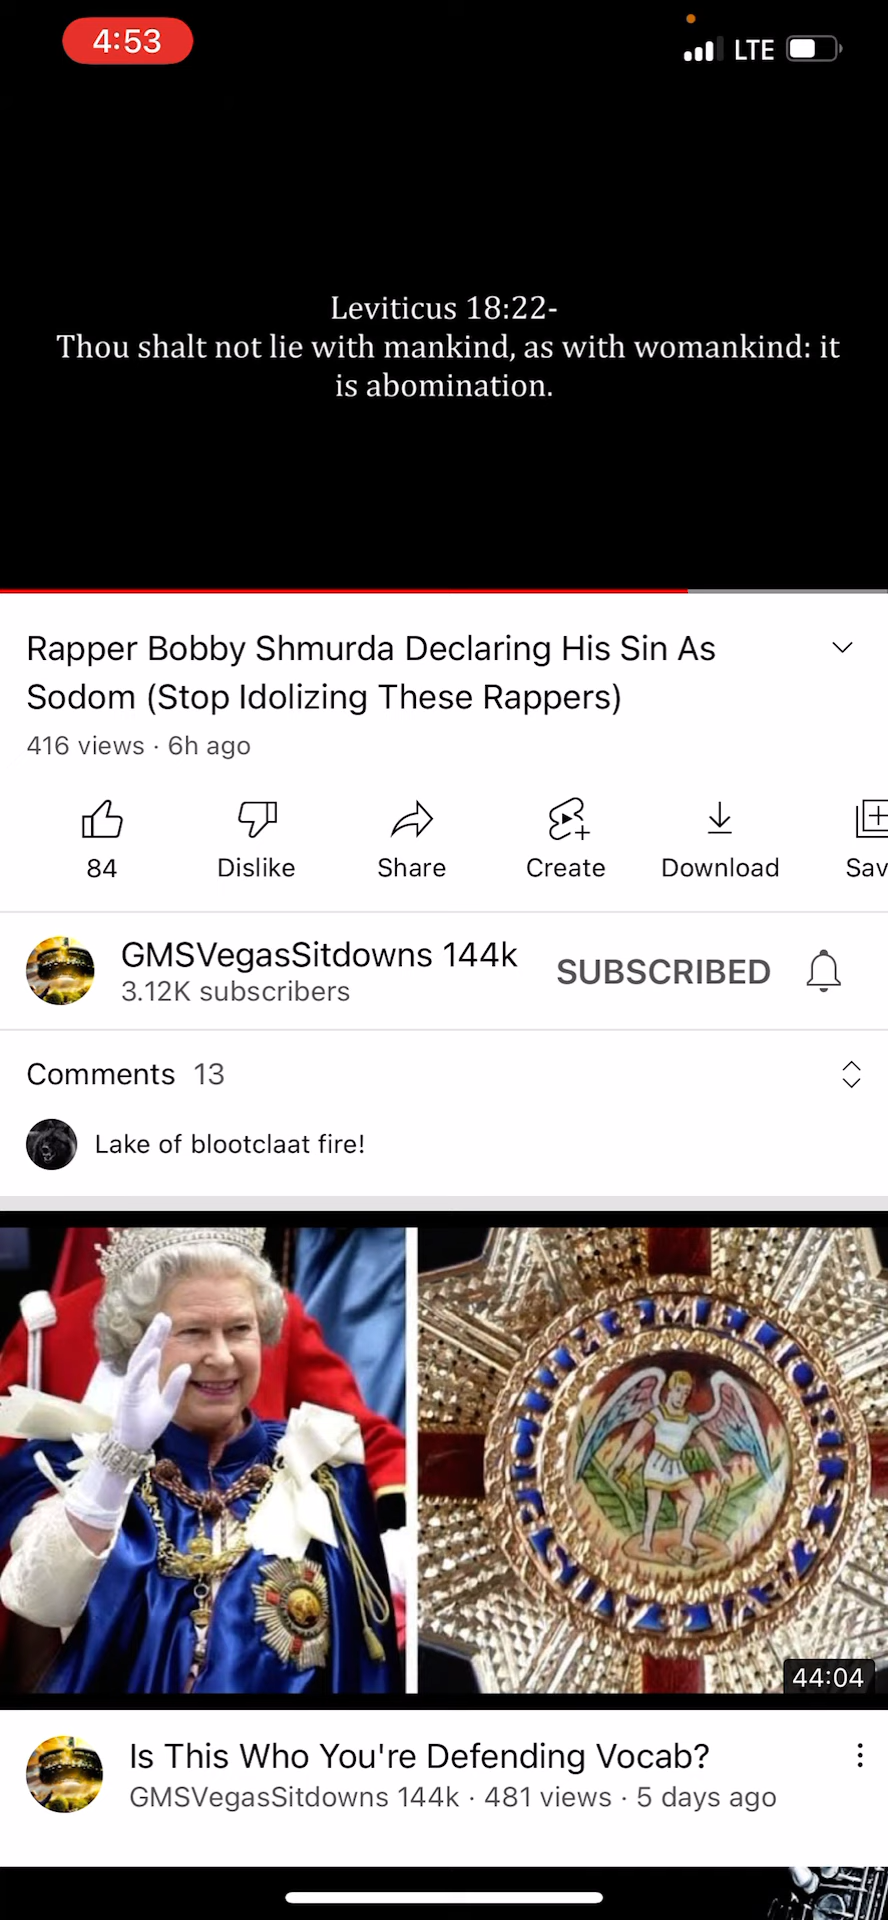 4:53
LTE
Leviticus 18:22-
Thou shalt not lie with mankind, as with womankind: it
is abomination.
Rapper Bobby Shmurda Declaring His Sin As
Sodom (Stop Idolizing These Rappers)
416 views · 6h ago
84
Dislike
Share
Create
Download
Sav
GMSVegasSitdowns 144k
3.12K subscribers
SUBSCRIBED
Comments 13
Lake of blootclaat fire!
44:04
Is This Who You're Defending Vocab?
GMSVegasSitdowns 144k · 481 views · 5 days ago